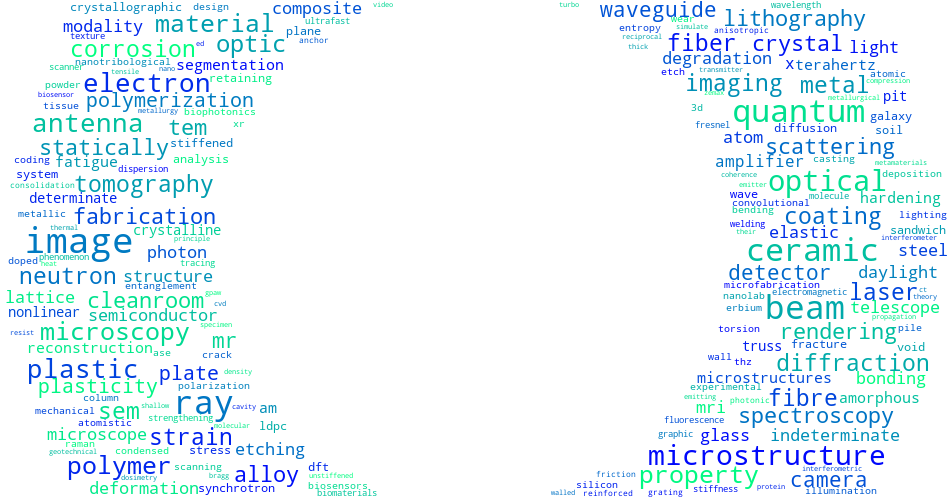 crystallographic design composite video
modality material ultrafast
texture plane
corrosion ed optic anchor
scanner nanotribological segmentation
tensile nano
powder electron retaining
biosensor polymerization
tissue metallurgy biophotonics
antenna tem xr
statically stiffened
coding fatigue analysis
system dispersion
consolidation tomography
determinate
metallic fabrication
thermal crystalline
image principle
phenomenon photon
doped heat tracing
neutron structure
entanglement
lattice cleanroom gpaw
cvd
nonlinear semiconductor
resist microscopy specimen
mr
reconstruction ase crack
plastic plate density
plasticity polarization
column ray cavity
shallow am
mechanical sem strengthening
atomistic molecular ldpc
microscope strain
raman
geotechnical condensed stress etching
polymer scanning dft
dosimetry bragg alloy unstiffened
deformation synchrotron biosensors
biomaterials
turbo waveguide wavelength
wear lithography
entropy simulate anisotropic
reciprocal fiber crystal light
thick
degradation xterahertz
etch transmitter atomic
imaging metal compression
pit
metallurgical
3d quantum
galaxy
fresnel diffusion soil
atom scattering
amplifier casting metamaterials
coherence optical deposition
emitter
wave molecule hardening
convolutional
bending coating lighting
welding elastic sandwich
their interferometer
ceramic steel
detector daylight
microfabrication
nanolab electromagnetic laser ct
theory
erbium beam telescope
propagation
torsion rendering pile
truss fracture void
wall thz diffraction
microstructures bonding
experimental
emitting photonic fibre amorphous
mri spectroscopy
fluorescence
graphic glass indeterminate
microstructure
friction property interferometric
silicon camera
walled reinforced grating stiffness protein illumination